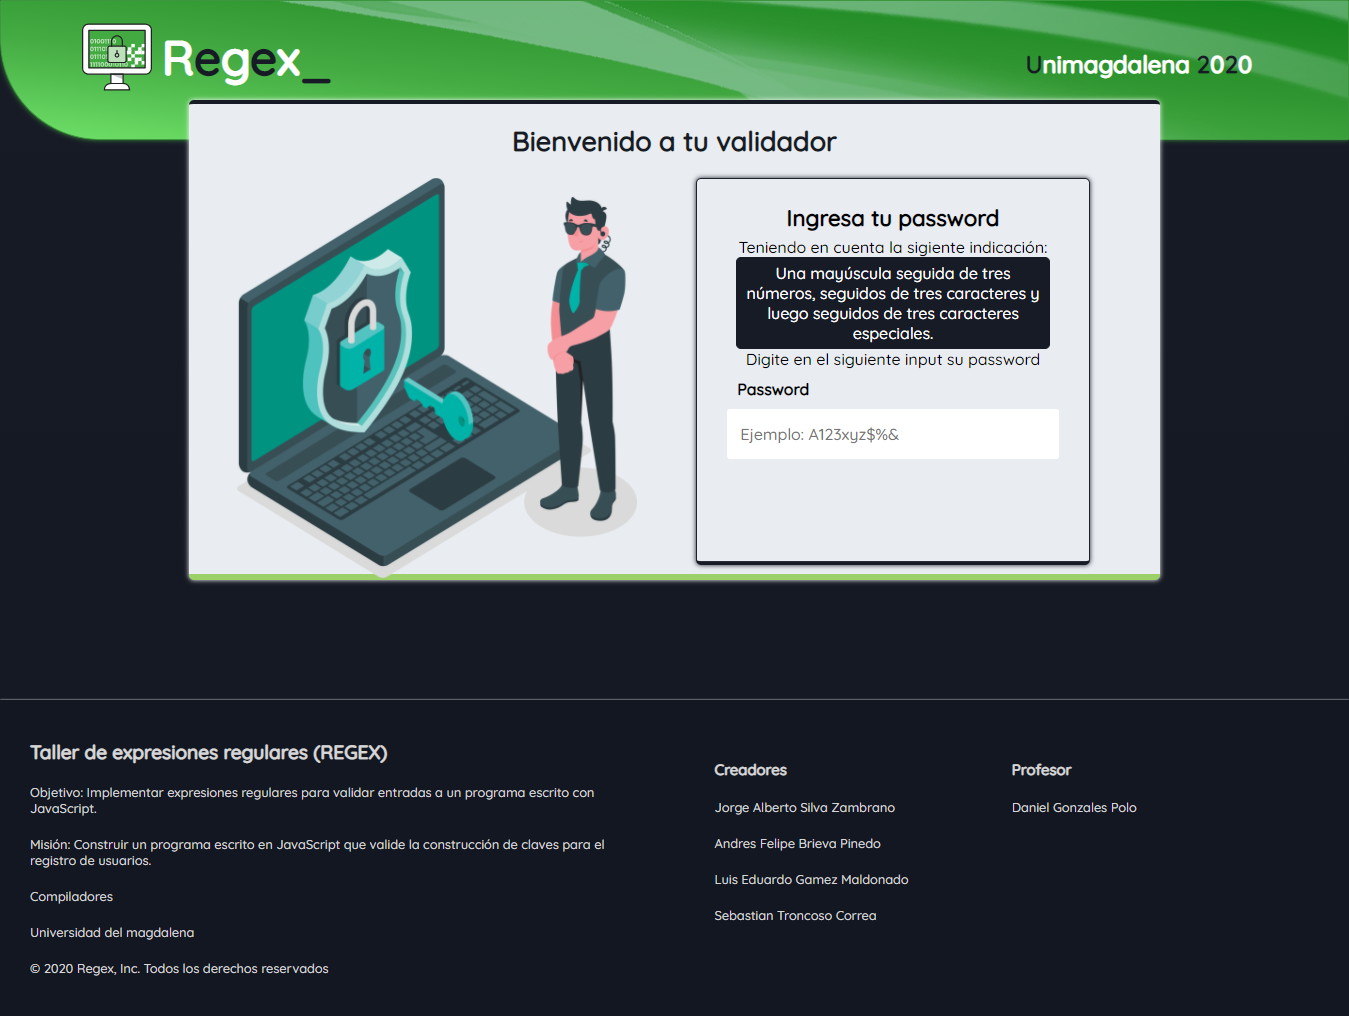 Regex_
Unimagdalena 2020
Bienvenido a tu validador
Ingresa tu password
Teniendo en cuenta la sigiente indicación:
Una mayúscula seguida de tres
números, seguidos de tres caracteres y
luego seguidos de tres caracteres
especiales.
Digite en el siguiente input su password
Password
Ejemplo: A123xyz$%&
Taller de expresiones regulares (REGEX)
Objetivo: Implementar expresiones regulares para validar entradas a un programa escrito con
JavaScript.
Misión: Construir un programa escrito en JavaScript que valide la construcción de claves para el
registro de usuarios.
Compiladores
Universidad del magdalena
© 2020 Regex, Inc. Todos los derechos reservados
Creadores
Jorge Alberto Silva Zambrano
Andres Felipe Brieva Pinedo
Luis Eduardo Gamez Maldonado
Sebastian Troncoso Correa
Profesor
Daniel Gonzales Polo